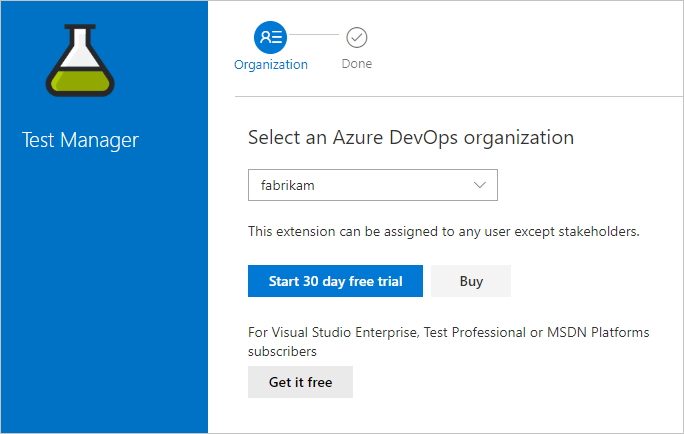 Test Manager
Organization
Done
Select an Azure DevOps organization
fabrikam
This extension can be assigned to any user except stakeholders.
Start 30 day free trial
Buy
For Visual Studio Enterprise, Test Professional or MSDN Platforms
subscribers
Get it free